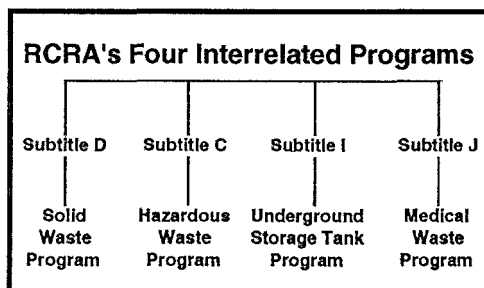 RCRA's Four Interrelated Programs
Subtitle D Subtitle C Subtitle I Subtitle J
Solid Hazardous Underground Medical
Waste Waste Storage Tank Waste
Program Program Program Program